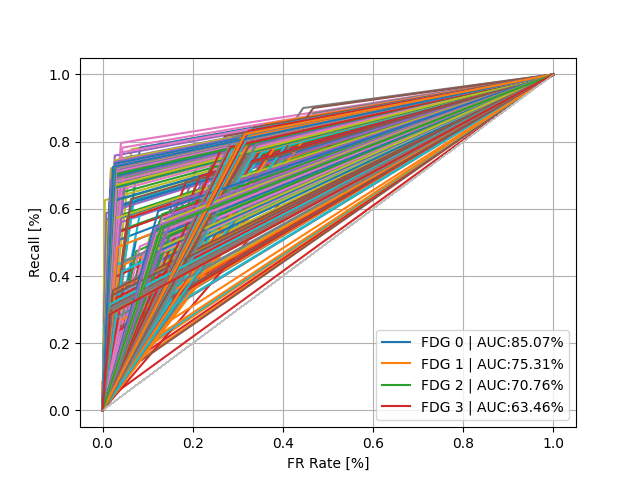 1.0
0.8
0.6
0.4
0.2
0.0
Recall [%]
FDG 0 | AUC:85.07%
FDG 1 | AUC:75.31%
FDG 2 | AUC:70.76%
FDG 3 | AUC:63.46%
0.0 0.2 0.4 0.6 0.8 1.0
FR Rate [%]